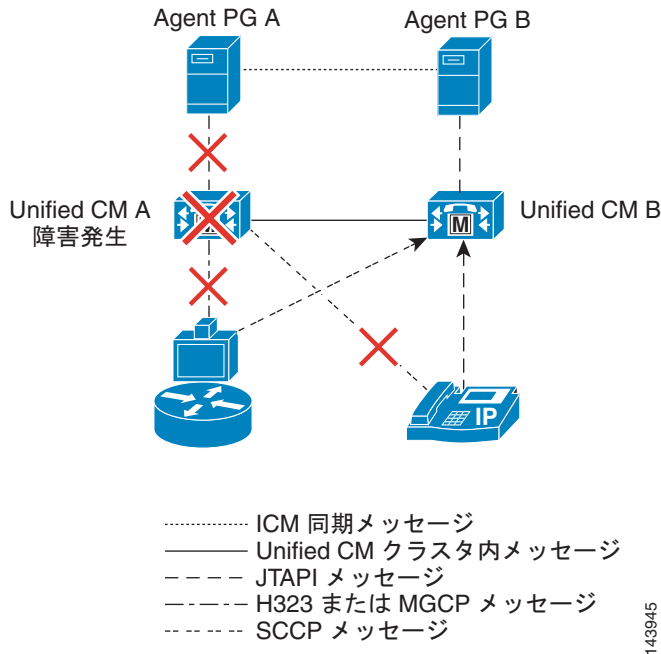 Agent PG A
Agent PG B
Unified CM A
障害発生
M
Unified CM B
IP
ICM 同期メッセージ
Unified CM クラスタ内メッセージ
JTAPI メッセージ
H323 または MGCP メッセージ
SCCP メッセージ
143945